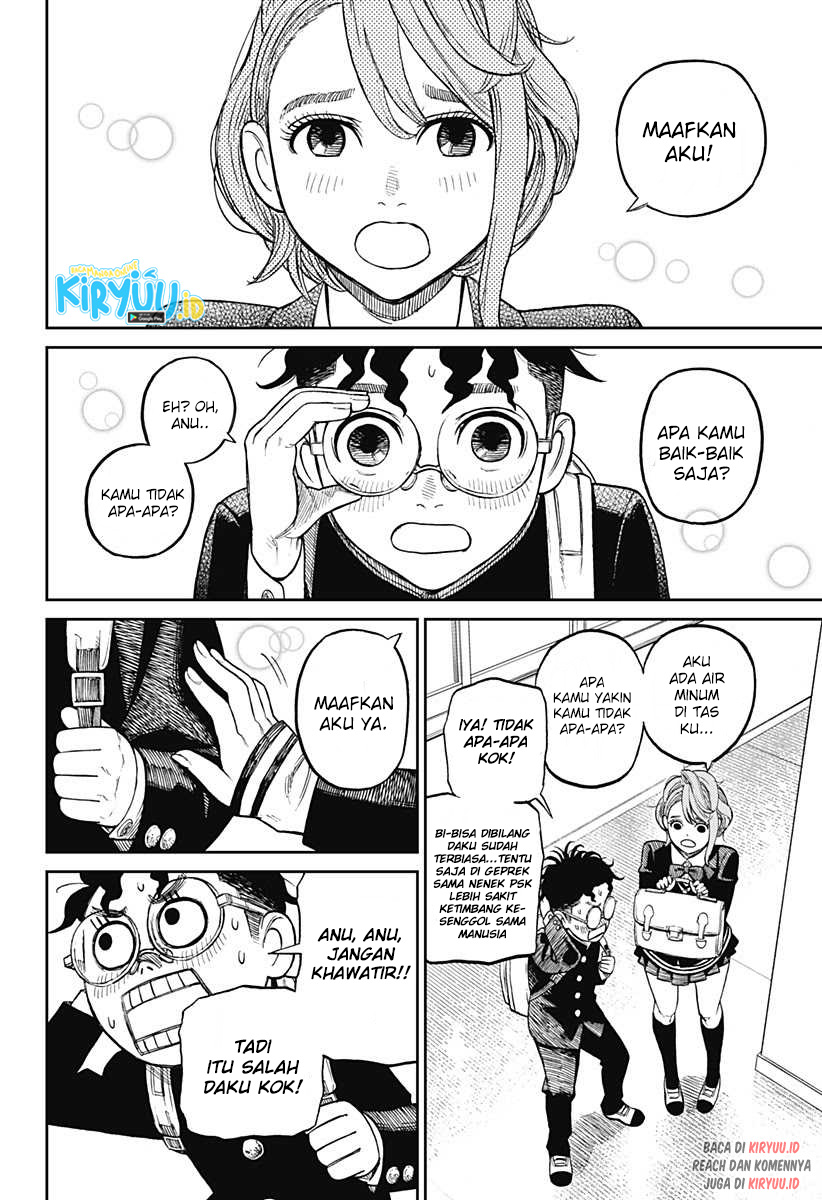 MAAFKAN
AKU!
KIRYUU.ID
Google Play
APA KAMU
BAIK-BAIK
SAJA?
EH? OH,
ANU..
KAMU TIDAK
APA-APA?
AKU
ADA AIR
MINUM
DI TAS
KU...
APA
KAMU YAKIN
KAMU TIDAK
APA-APA?
IYA! TIDAK
APA-APA
KOK!
BI-BISA DIBILANG
DAKU SUDAH
TERBIASA...TENTU
SAJA DI GEPREK
SAMA NENEK PSK
LEBIH SAKIT
KETIMBANG KE-
SENGGOL SAMA
MANUSIA
MAAFKAN
AKU YA.
ANU, ANU,
JANGAN
KHAWATIR!!
TADI
ITU SALAH
DAKU KOK!
BACA DI KIRYUU.ID
REACH DAN KOMENNYA
JUGA DI KIRYUU.ID